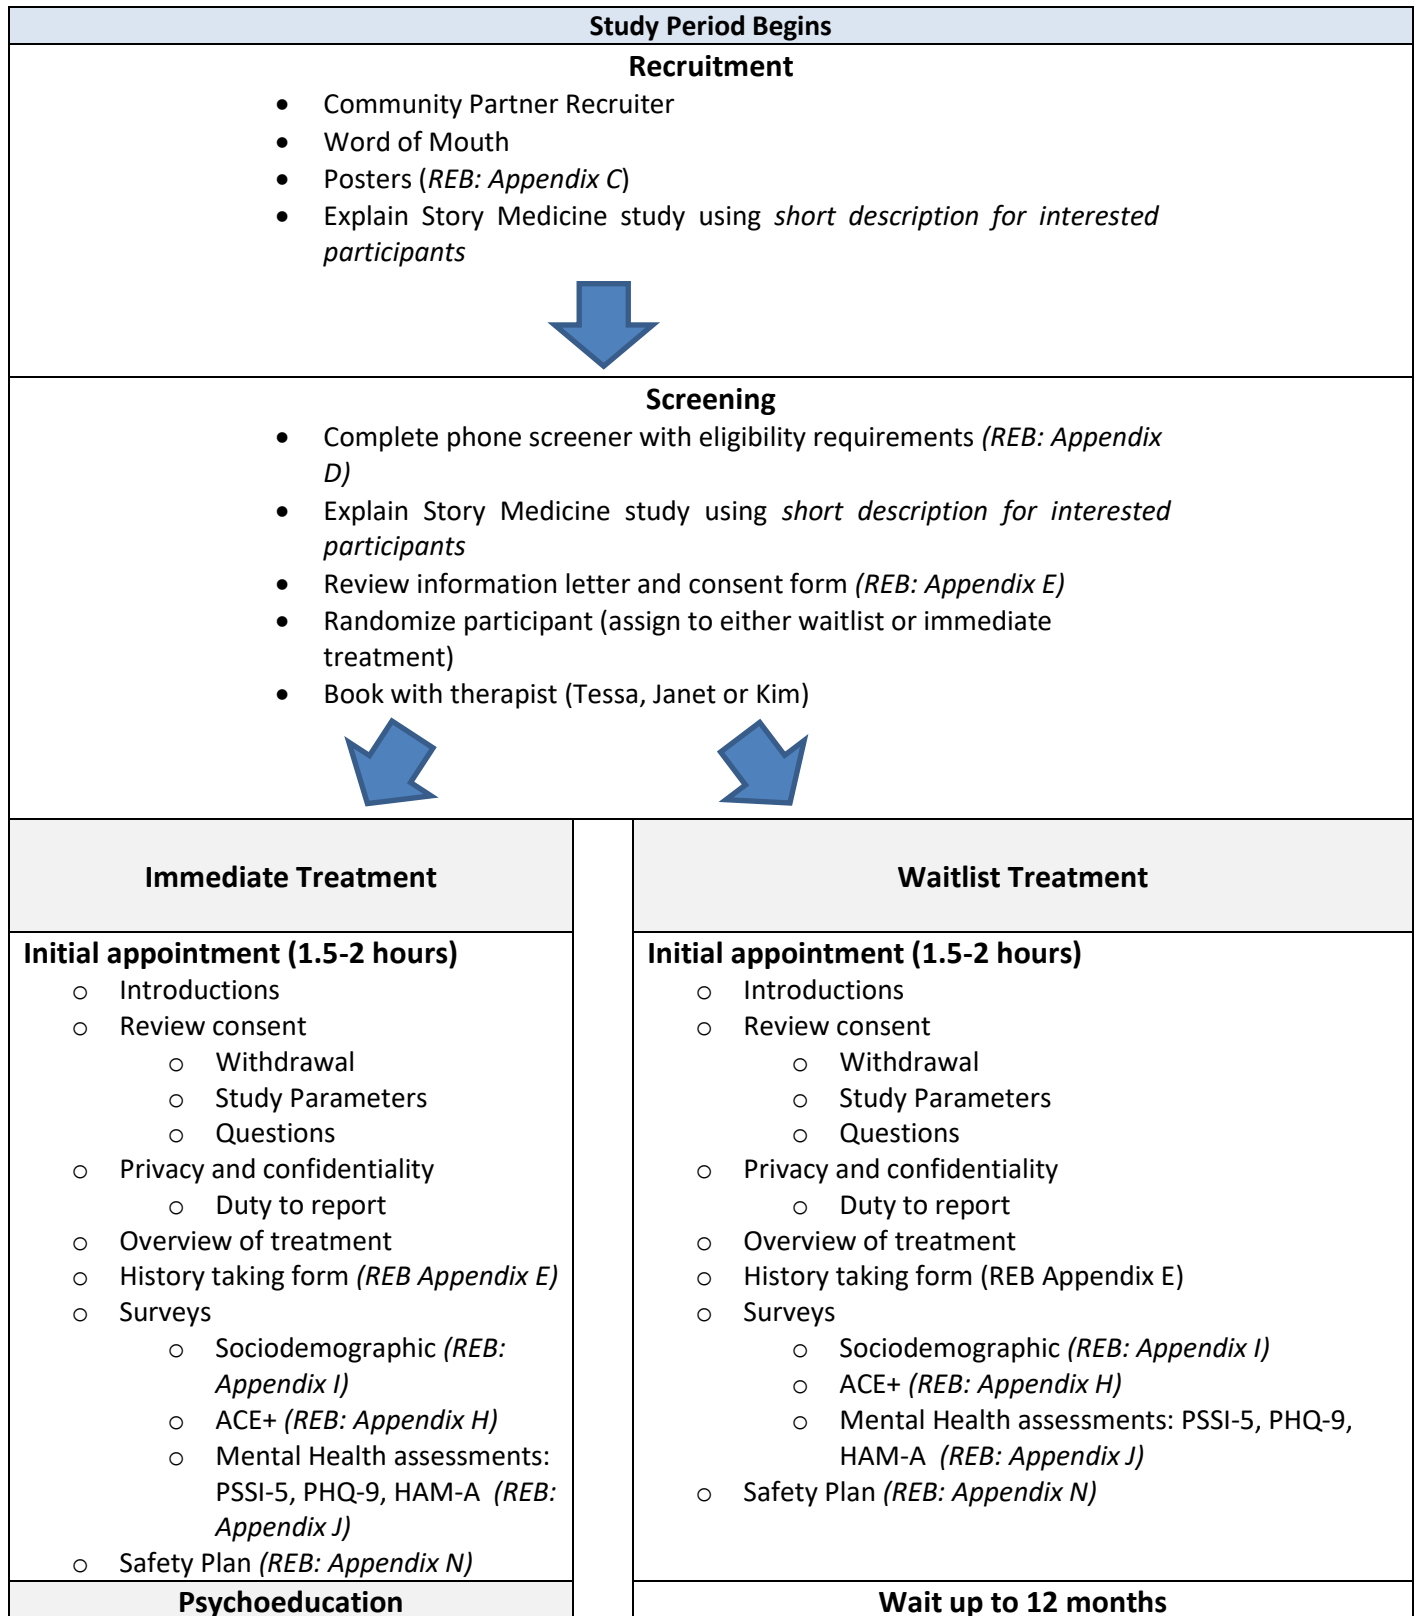 Study Period Begins
Recruitment
• Community Partner Recruiter
• Word of Mouth
• Posters (REB: Appendix C)
• Explain Story Medicine study using short description for interested
participants
Screening
• Complete phone screener with eligibility requirements (REB: Appendix
D)
• Explain Story Medicine study using short description for interested
participants
• Review information letter and consent form (REB: Appendix E)
• Randomize participant (assign to either waitlist or immediate
treatment)
• Book with therapist (Tessa, Janet or Kim)
Immediate Treatment
Initial appointment (1.5-2 hours)
o Introductions
o Review consent
o Withdrawal
o Study Parameters
o Questions
o Privacy and confidentiality
o Duty to report
o Overview of treatment
o History taking form (REB Appendix E)
o Surveys
o Sociodemographic (REB:
Appendix I)
o ACE+ (REB: Appendix H)
o Mental Health assessments:
PSSI-5, PHQ-9, HAM-A (REB:
Appendix J)
o Safety Plan (REB: Appendix N)
Psychoeducation
Waitlist Treatment
Initial appointment (1.5-2 hours)
o Introductions
o Review consent
o Withdrawal
o Study Parameters
o Questions
o Privacy and confidentiality
o Duty to report
o Overview of treatment
o History taking form (REB Appendix E)
o Surveys
o Sociodemographic (REB: Appendix I)
o ACE+ (REB: Appendix H)
o Mental Health assessments: PSSI-5, PHQ-9,
HAM-A (REB: Appendix J)
o Safety Plan (REB: Appendix N)
Wait up to 12 months